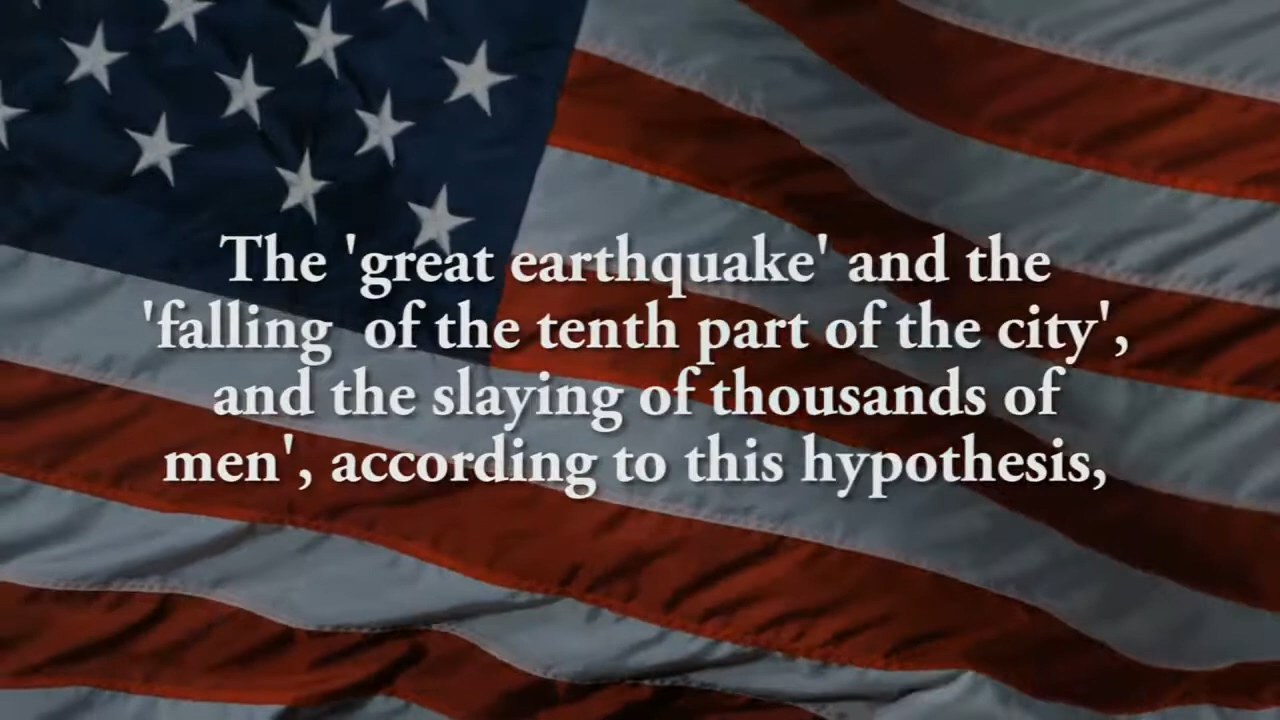 The 'great earthquake' and the
'falling  of the tenth part of the city',
and the slaying of thousands of
men', according to this hypothesis,